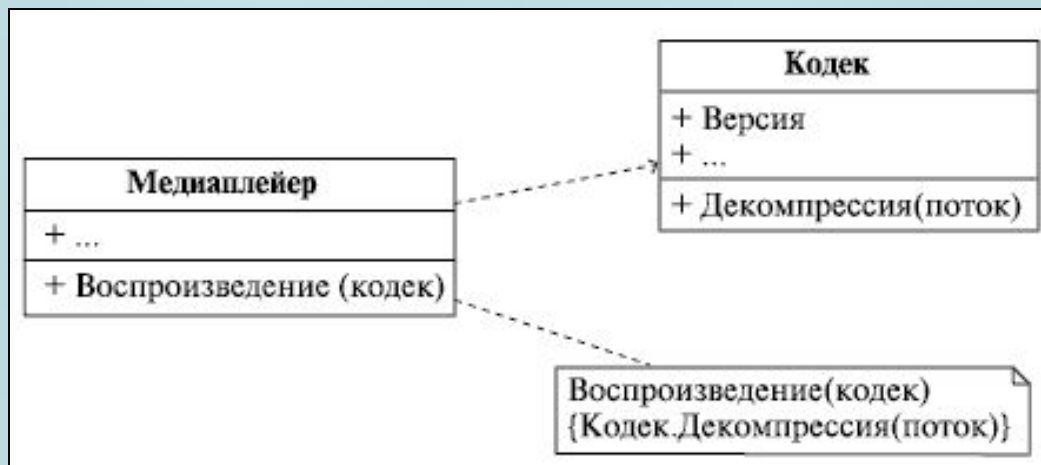 Кодек
+ Версия
+ ...
+ Декомпрессия(поток)
Медиаплейер
+ ...
+ Воспроизведение (кодек)
Воспроизведение(кодек)
{Кодек.Декомпрессия(поток)}